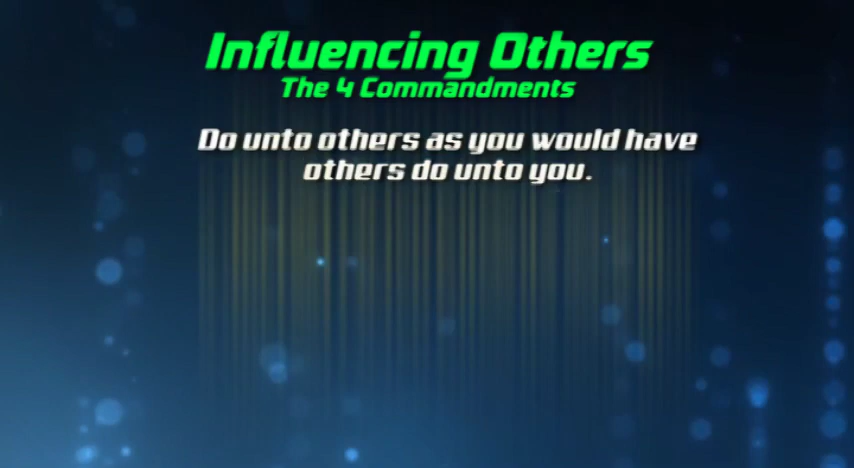 Influencing Others
The 4 Commandments
Do unto others as you would have
others do unto you.